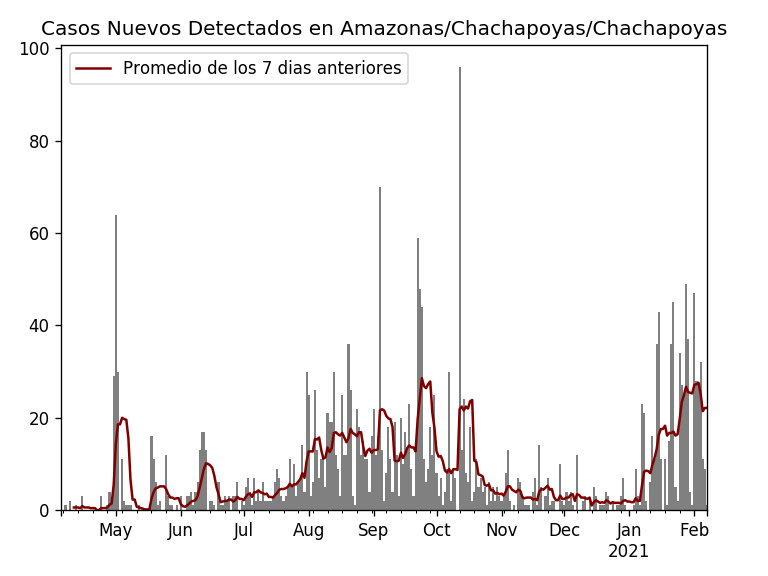 Casos Nuevos Detectados en Amazonas/Chachapoyas/Chachapoyas
Promedio de los 7 dias anteriores
100
80
60
40
20
0
May Jun Jul Aug Sep Oct Nov Dec Jan Feb
2021